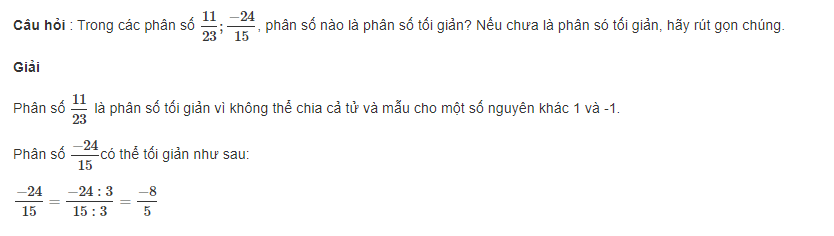 Câu hỏi : Trong các phân số 11/23; -24/15, phân số nào là phân số tối giản? Nếu chưa là phân só tối giản, hãy rút gọn chúng.
Giải
Phân số 11/23 là phân số tối giản vì không thể chia cả tử và mẫu cho một số nguyên khác 1 và -1.
Phân số -24/15 có thể tối giản như sau:
-24/15 = -24 : 3/15 : 3 = -8/5